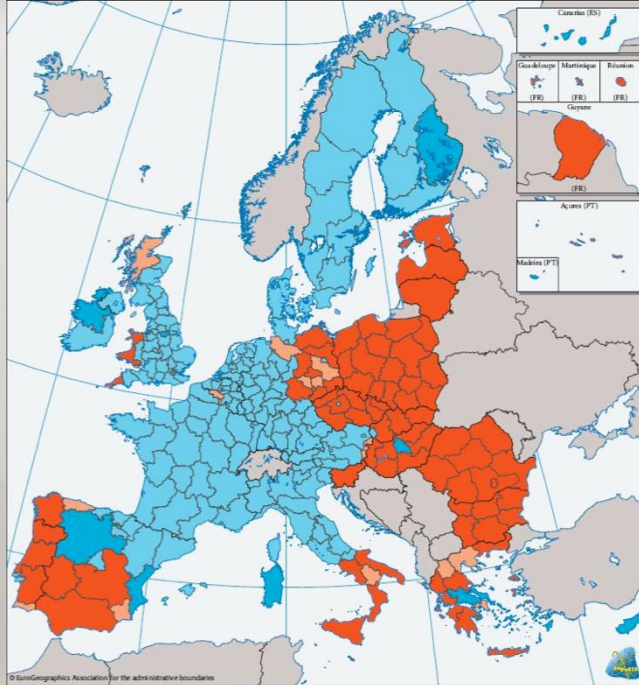 Canarias (ES)
Guadeloupe
Martinique
Réunion
(FR)
(FR)
(FR)
Guyane
(FR)
Açores (PT)
Madeira (PT)
© EuroGeographics Association for the administrative boundaries